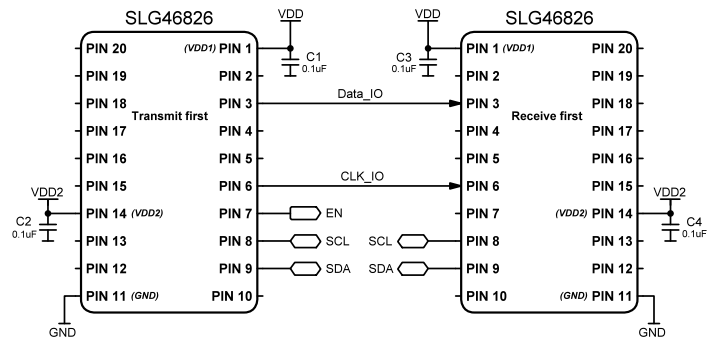 SLG46826
SLG46826
VDD
VDD
PIN 20
(VDD1) PIN 1
C1
0.1uF
C3
0.1uF
PIN 1 (VDD1)
PIN 20
PIN 19
PIN 2
PIN 2
PIN 19
PIN 18
PIN 3
Data_IO
PIN 3
PIN 18
Transmit first
Receive first
PIN 17
PIN 4
PIN 4
PIN 17
PIN 16
PIN 5
PIN 5
PIN 16
PIN 15
PIN 6
CLK_IO
PIN 6
PIN 15
VDD2
VDD2
C2
0.1uF
PIN 14 (VDD2)
PIN 7
EN
PIN 7
(VDD2) PIN 14
C4
0.1uF
PIN 13
PIN 8
SCL
SCL
PIN 8
PIN 13
PIN 12
PIN 9
SDA
SDA
PIN 9
PIN 12
PIN 11 (GND)
PIN 10
PIN 10
(GND) PIN 11
GND
GND